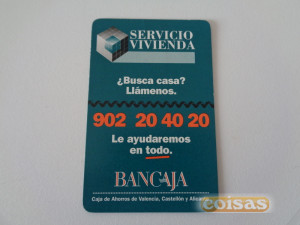 SERVICIO
VIVIENDA
¿Busca casa?
Llámenos.
902 20 40 20
Le ayudaremos
en todo.
BANCAJA
Caja de Ahorros de Valencia, Castellón y Alicante
coisas